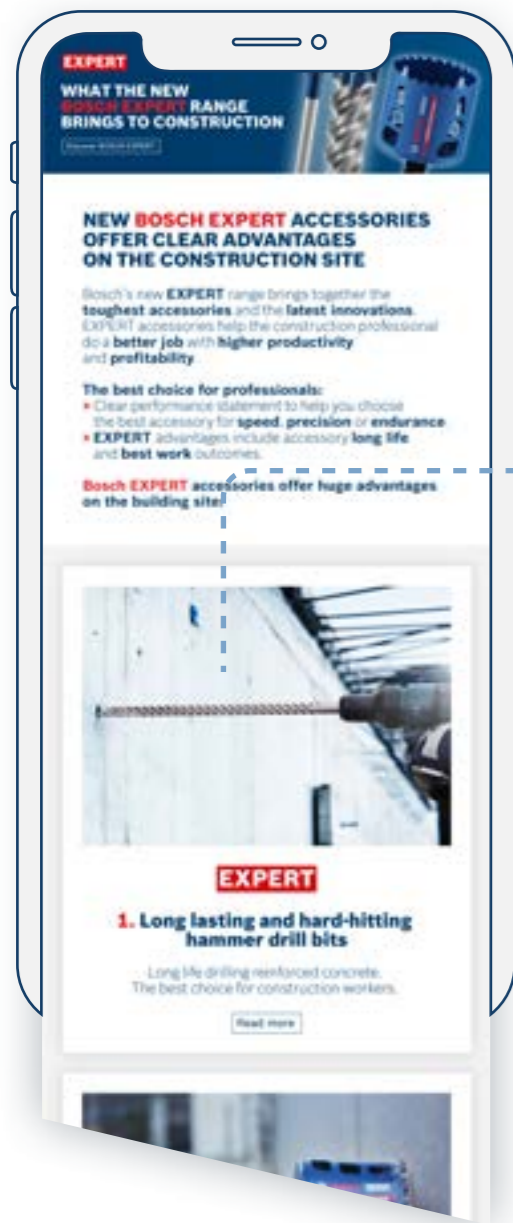 EXPERT
WHAT THE NEW
BOSCH EXPERT RANGE
BRINGS TO CONSTRUCTION
Discover BOSCH EXPERT
NEW BOSCH EXPERT ACCESSORIES
OFFER CLEAR ADVANTAGES
ON THE CONSTRUCTION SITE
Bosch's new EXPERT range brings together the
toughest accessories and the latest innovations.
EXPERT accessories help the construction professional
do a better job with higher productivity
and profitability.
The best choice for professionals:
Clear performance statement to help you choose
the best accessory for speed, precision or endurance
EXPERT advantages include accessory long life
and best work outcomes.
Bosch EXPERT accessories offer huge advantages
on the building site!
EXPERT
1. Long lasting and hard-hitting
hammer drill bits
Long life drilling reinforced concrete.
The best choice for construction workers.
Read more